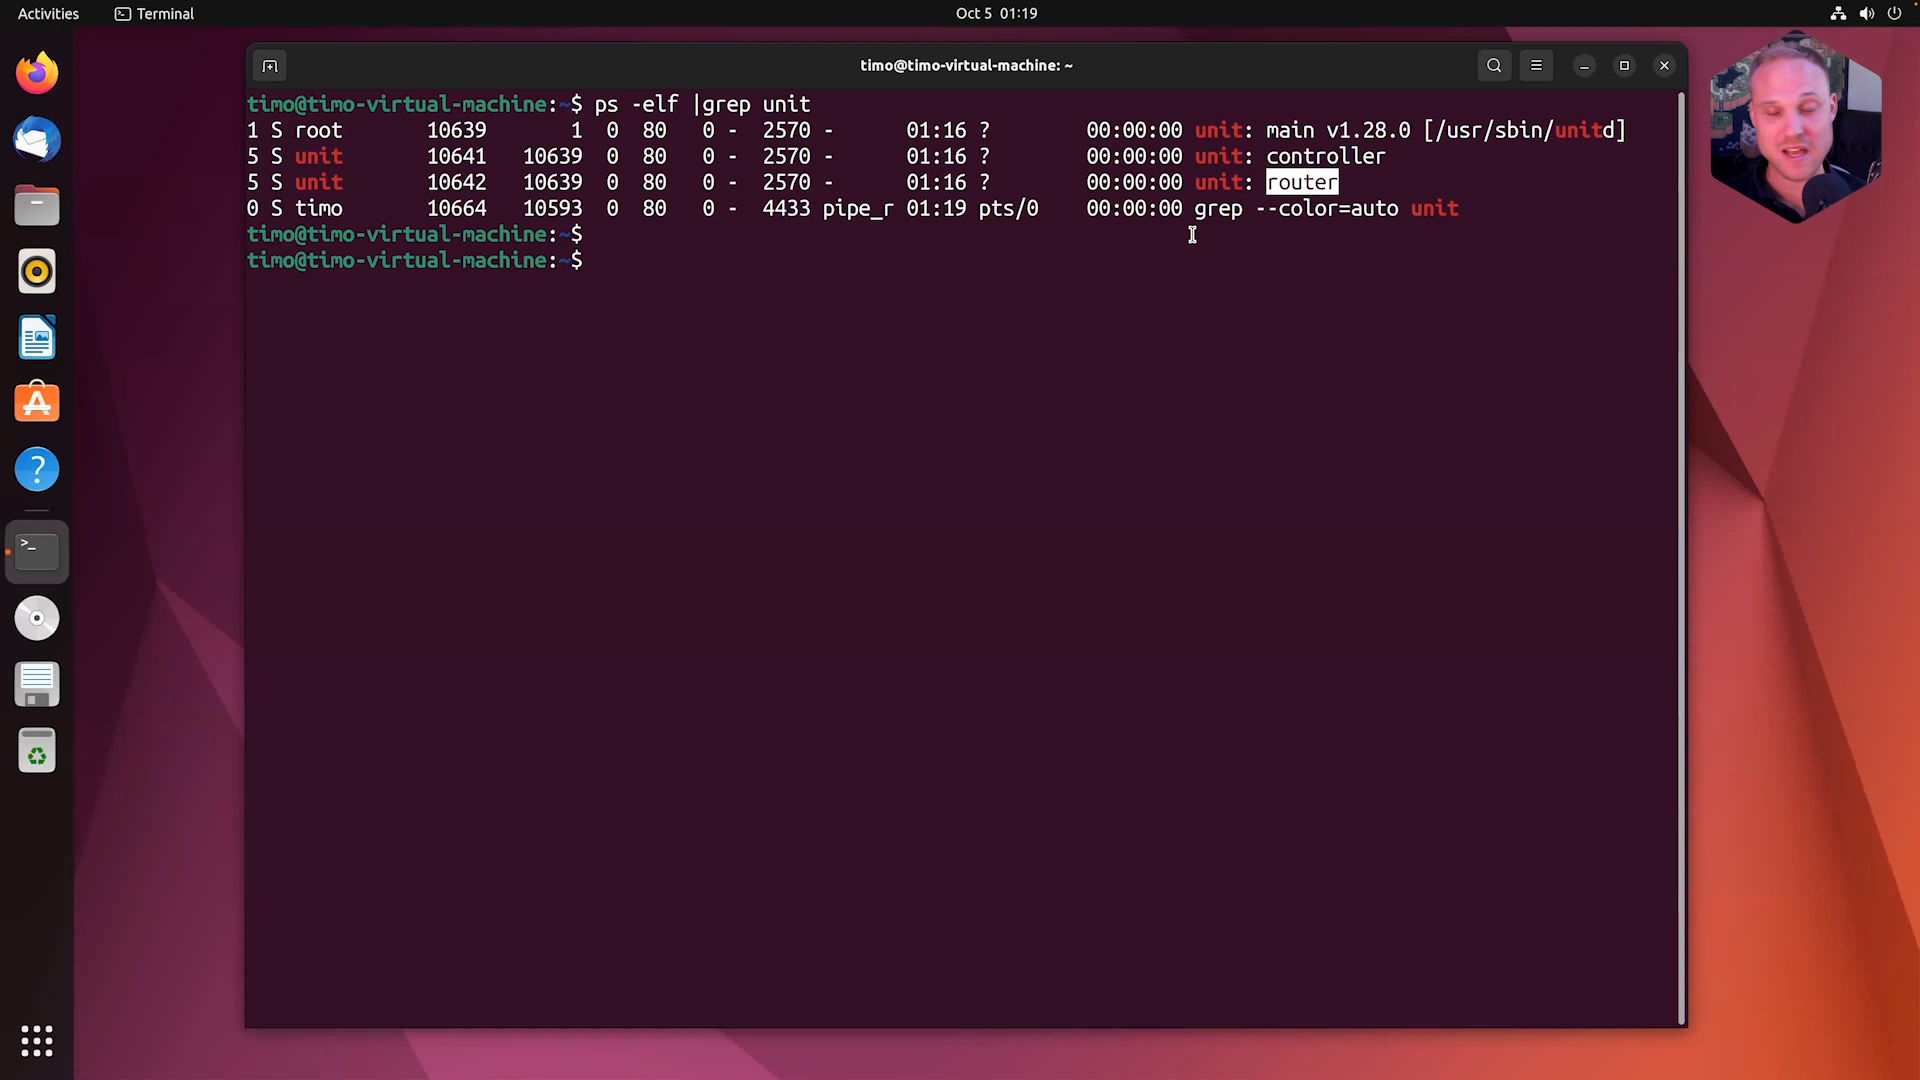 Activities Terminal Oct 5 01:19
timo@timo-virtual-machine: ~
timo@timo-virtual-machine:~$ ps -elf |grep unit
1 S root 10639 1 0 80 0 - 2570 - 01:16 ? 00:00:00 unit: main v1.28.0 [/usr/sbin/unitd]
5 S unit 10641 10639 0 80 0 - 2570 - 01:16 ? 00:00:00 unit: controller
5 S unit 10642 10639 0 80 0 - 2570 - 01:16 ? 00:00:00 unit: router
0 S timo 10664 10593 0 80 0 - 4433 pipe_r 01:19 pts/0 00:00:00 grep --color=auto unit
timo@timo-virtual-machine:~$
timo@timo-virtual-machine:~$